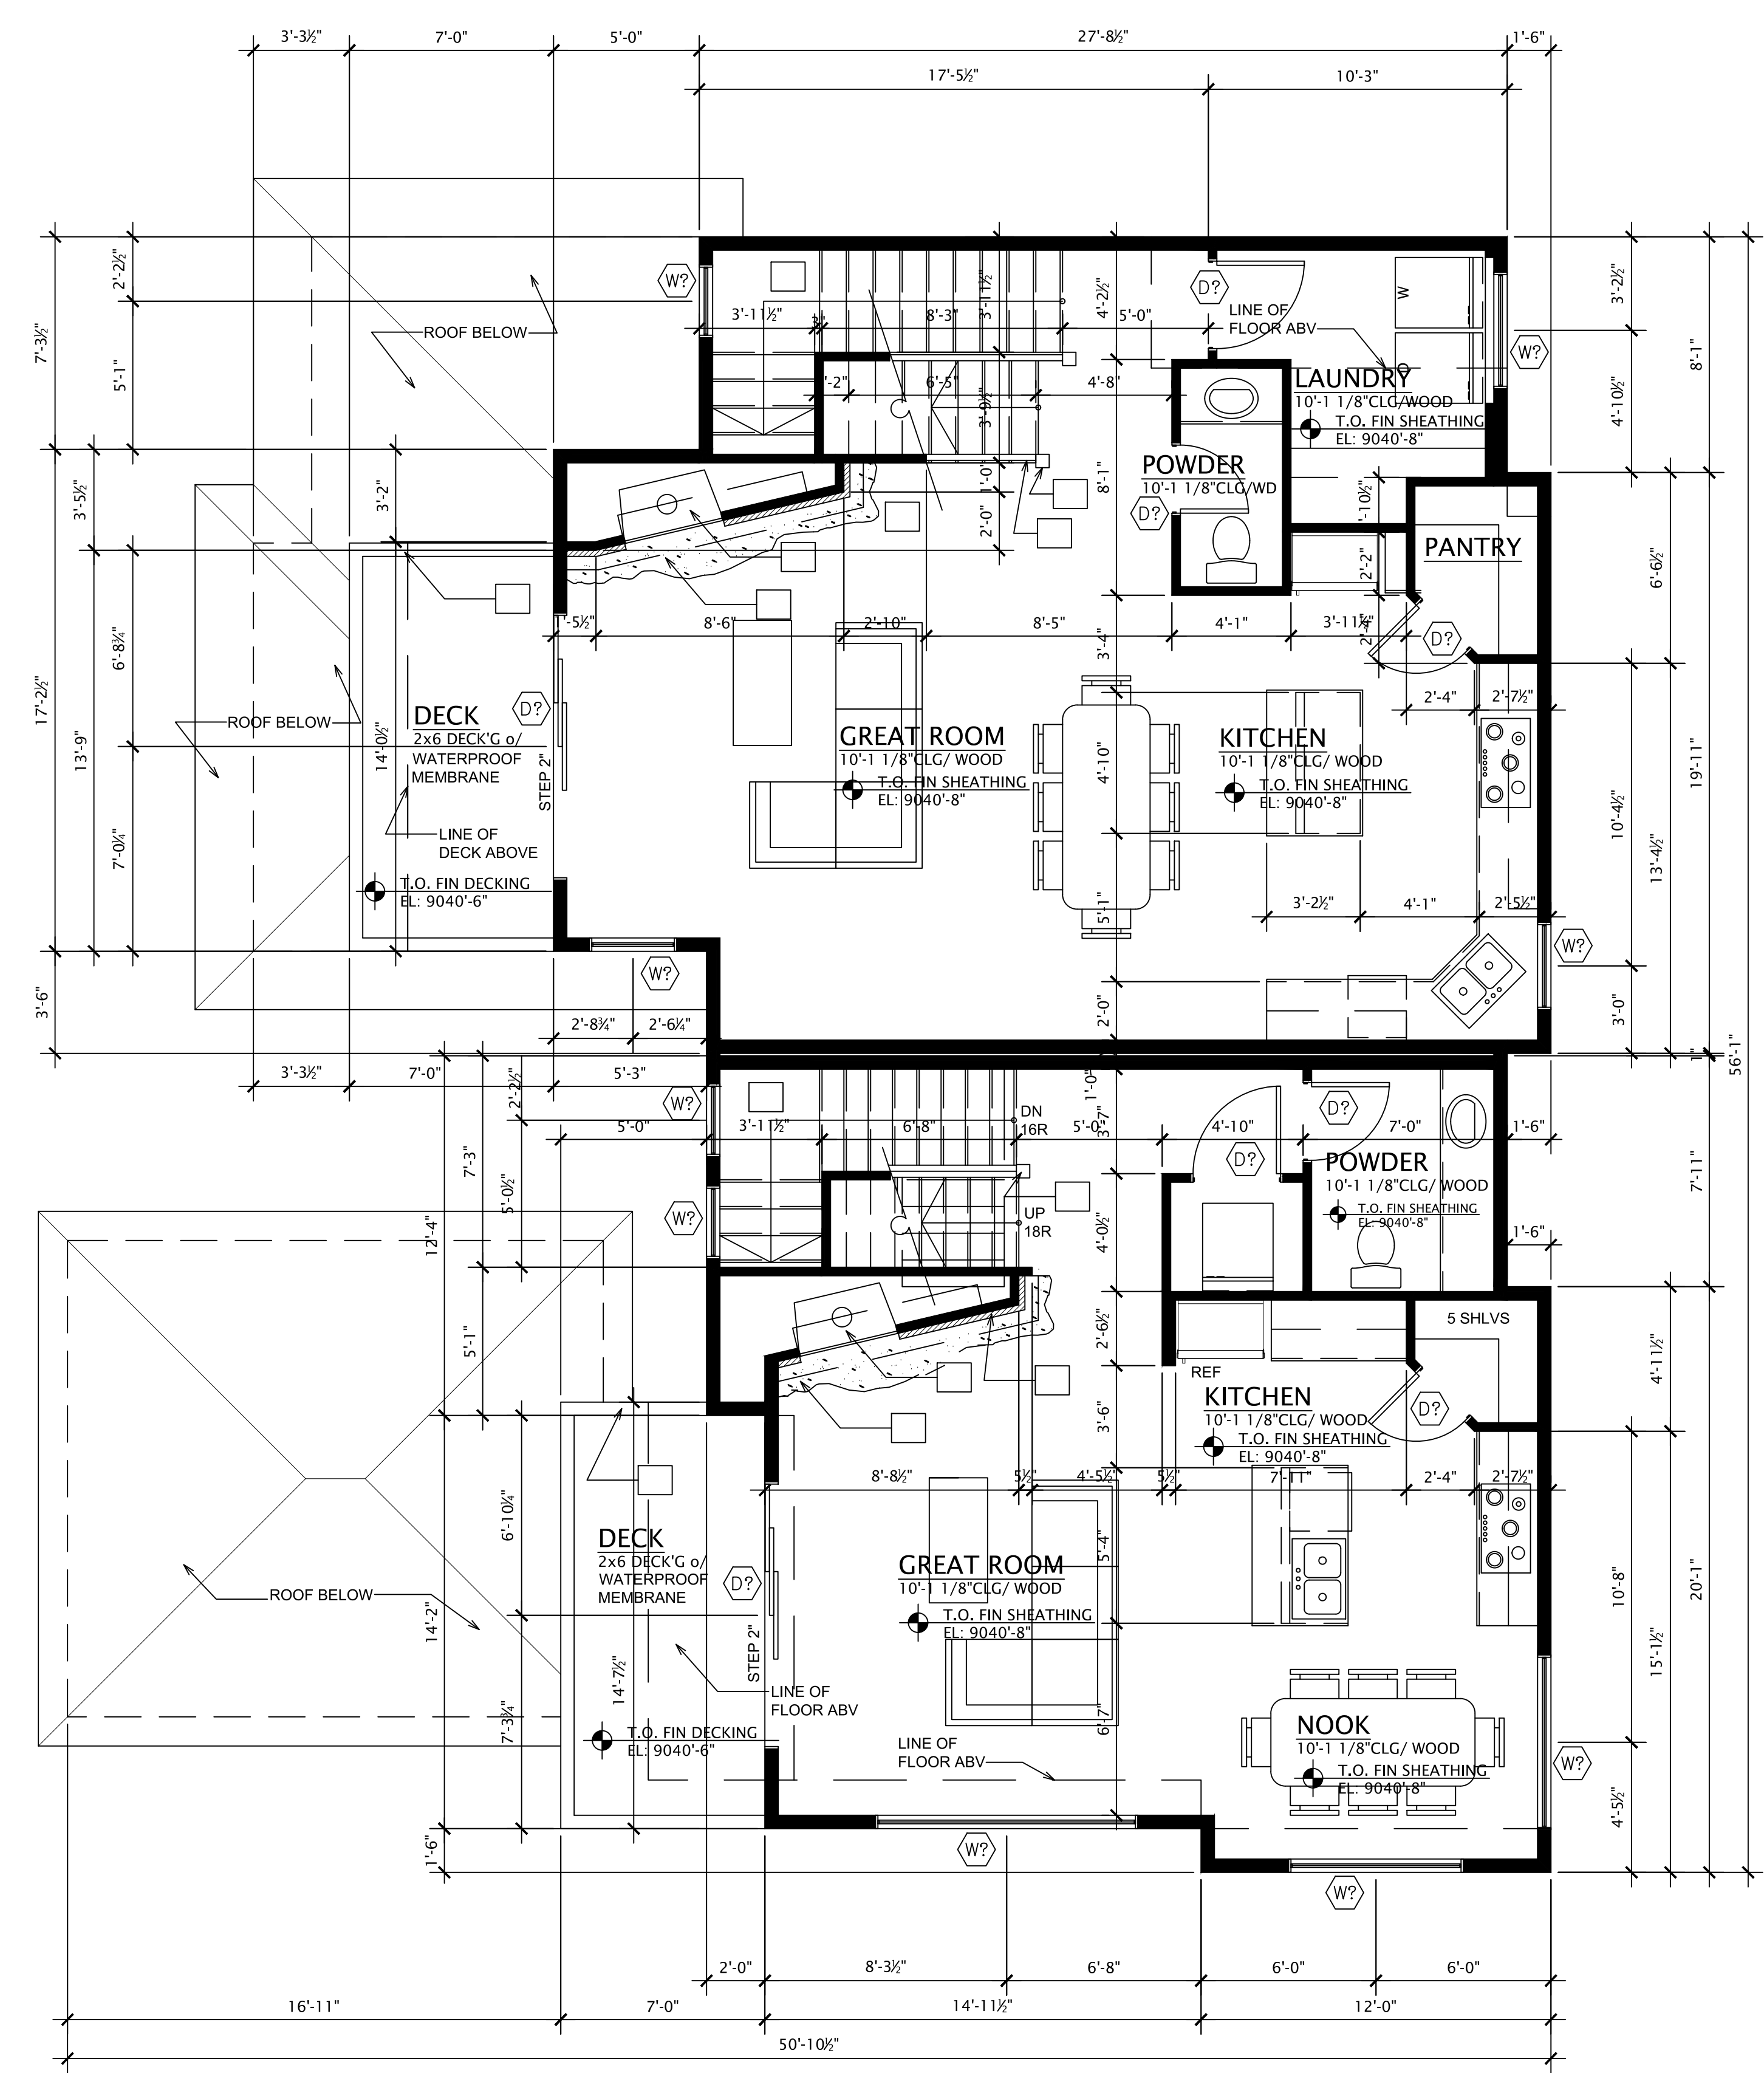 3'-3½"
7'-0"
5'-0"
27'-8½"
1'-6"
17'-5½"
10'-3"
2'-2½"
7'-3½"
5'-1"
ROOF BELOW
W?
3'-11½"
3"
8'-3"
3'-11½"
4'-2½"
5'-0"
D?
LINE OF
FLOOR ABV
W
D
W?
3'-2½"
8'-1"
4'-10½"
6'-5"
4'-8"
3'-9½"
LAUNDRY
10'-1 1/8"CLG/WOOD
T.O. FIN SHEATHING
EL: 9040'-8"
POWDER
10'-1 1/8"CLG/WD
D?
8'-1"
1'-0"
2'-0"
3'-5½"
3'-2"
2'-2"
PANTRY
6'-6½"
8'-6"
2'-10"
8'-5"
3'-4"
4'-1"
3'-11¼"
D?
6'-8¾"
17'-2½"
13'-9"
14'-0½"
ROOF BELOW
DECK
2x6 DECK'G o/
WATERPROOF
MEMBRANE
D?
STEP 2"
GREAT ROOM
10'-1 1/8"CLG/ WOOD
T.O. FIN SHEATHING
EL: 9040'-8"
4'-10"
KITCHEN
10'-1 1/8"CLG/ WOOD
T.O. FIN SHEATHING
EL: 9040'-8"
2'-4"
2'-7½"
19'-11"
10'-4½"
13'-4½"
7'-0¼"
LINE OF
DECK ABOVE
T.O. FIN DECKING
EL: 9040'-6"
5'-1"
3'-2½"
4'-1"
2'-5½"
W?
W?
3'-6"
2'-8¾"
2'-6¼"
2'-0"
3'-0"
1"
56'-1"
3'-3½"
7'-0"
5'-3"
1'-0"
2'-2½"
W?
5'-0"
3'-11½"
6'-8"
DN
16R
5'-0"
3'-7"
4'-10"
D?
7'-0"
1'-6"
7'-3"
5'-0½"
12'-4"
W?
UP
18R
4'-0½"
D?
POWDER
10'-1 1/8"CLG/ WOOD
T.O. FIN SHEATHING
EL: 9040'-8"
1'-6"
7'-11"
5'-1"
2'-6½"
5 SHLVS
REF
4'-11½"
KITCHEN
10'-1 1/8"CLG/ WOOD
T.O. FIN SHEATHING
EL: 9040'-8"
D?
3'-6"
8'-8½"
5½"
4'-5½"
5½"
7'-11"
2'-4"
2'-7½"
6'-10¼"
DECK
2x6 DECK'G o/
WATERPROOF
MEMBRANE
D?
STEP 2"
GREAT ROOM
10'-1 1/8"CLG/ WOOD
T.O. FIN SHEATHING
EL: 9040'-8"
5'-4"
ROOF BELOW
14'-2"
14'-7½"
10'-8"
20'-1"
15'-1½"
LINE OF
FLOOR ABV
7'-3¾"
T.O. FIN DECKING
EL: 9040'-6"
6'-7"
LINE OF
FLOOR ABV
NOOK
10'-1 1/8"CLG/ WOOD
T.O. FIN SHEATHING
EL: 9040'-8"
W?
4'-5½"
1'-6"
W?
W?
2'-0"
8'-3½"
6'-8"
6'-0"
6'-0"
16'-11"
7'-0"
14'-11½"
12'-0"
50'-10½"